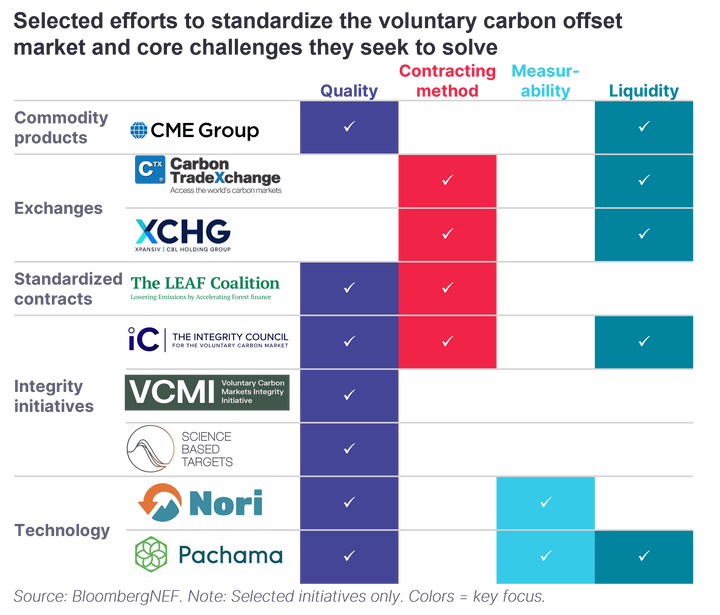 Selected efforts to standardize the voluntary carbon offset
market and core challenges they seek to solve
Quality
Contracting
method
Measur-
ability
Liquidity
Commodity
products
CME Group
✓
✓
Exchanges
CTX
Carbon
TradeXchange
Access the world's carbon markets
✓
✓
XCHG
XPANSIV | CBL HOLDING GROUP
✓
✓
Standardized
contracts
The LEAF Coalition
Lowering Emissions by Accelerating Forest finance
✓
✓
Integrity
initiatives
iC
THE INTEGRITY COUNCIL
FOR THE VOLUNTARY CARBON MARKET
✓
✓
✓
VCMI
Voluntary Carbon
Markets Integrity
Initiative
✓
SCIENCE
BASED
TARGETS
✓
Technology
Nori
✓
✓
Pachama
✓
✓
✓
Source: BloombergNEF. Note: Selected initiatives only. Colors = key focus.